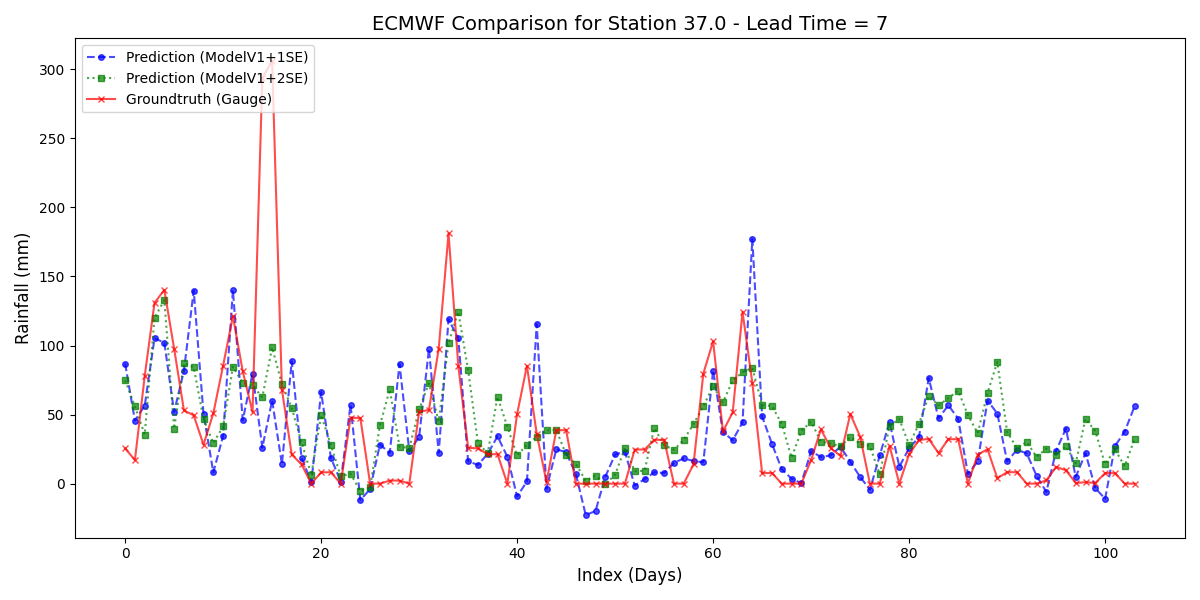 ECMWF Comparison for Station 37.0 - Lead Time = 7
Prediction (ModelV1+1SE)
Prediction (ModelV1+2SE)
Groundtruth (Gauge)
Rainfall (mm)
300
250
200
150
100
50
0
0 20 40 60 80 100
Index (Days)